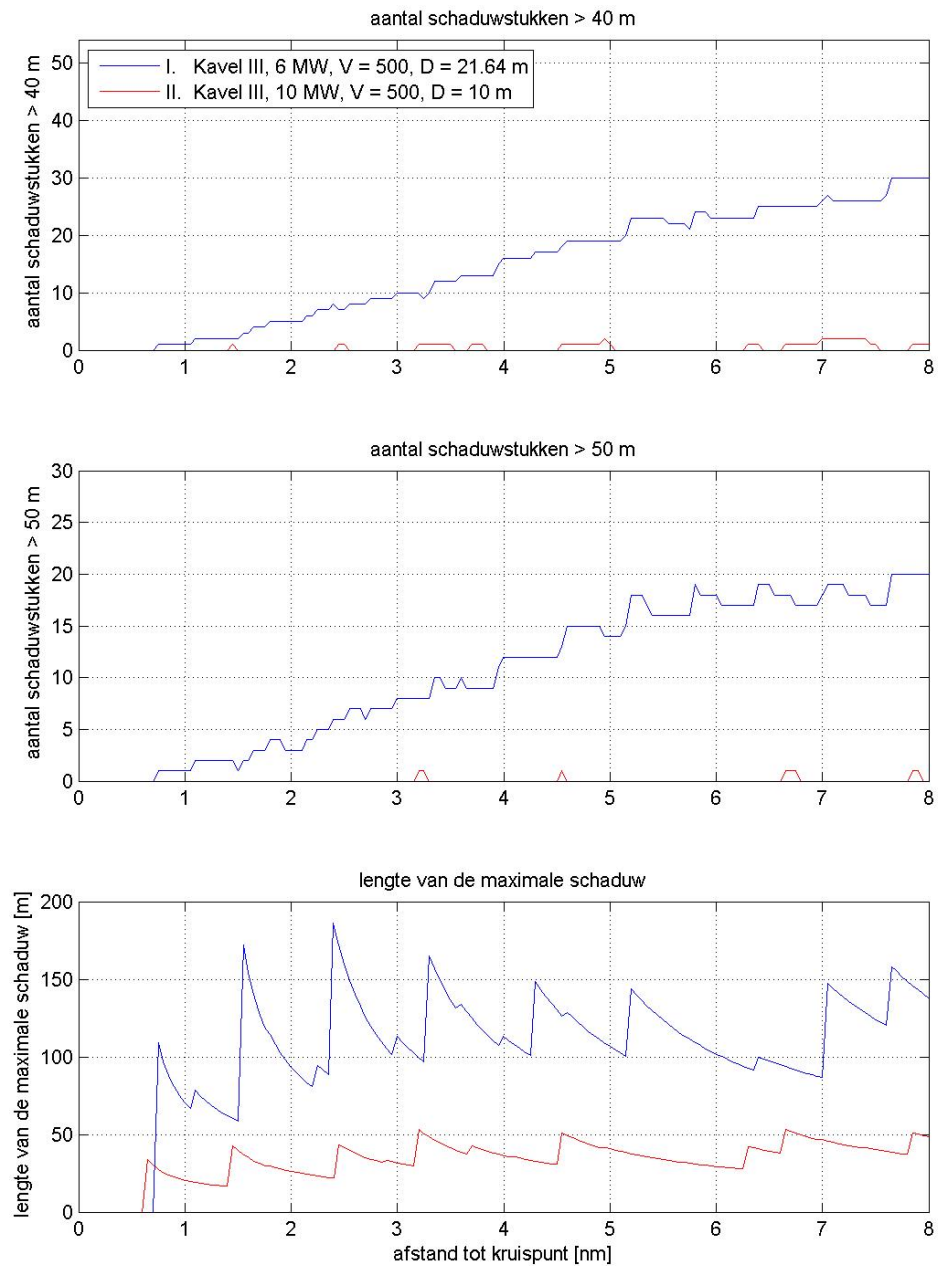 aantal schaduwstukken > 40 m
aantal schaduwstukken > 40 m
50
40
30
20
10
0
I. Kavel III, 6 MW, V = 500, D = 21.64 m
II. Kavel III, 10 MW, V = 500, D = 10 m
0 1 2 3 4 5 6 7 8
aantal schaduwstukken > 50 m
aantal schaduwstukken > 50 m
30
25
20
15
10
5
0
0 1 2 3 4 5 6 7 8
lengte van de maximale schaduw
lengte van de maximale schaduw [m]
200
150
100
50
0
0 1 2 3 4 5 6 7 8
afstand tot kruispunt [nm]